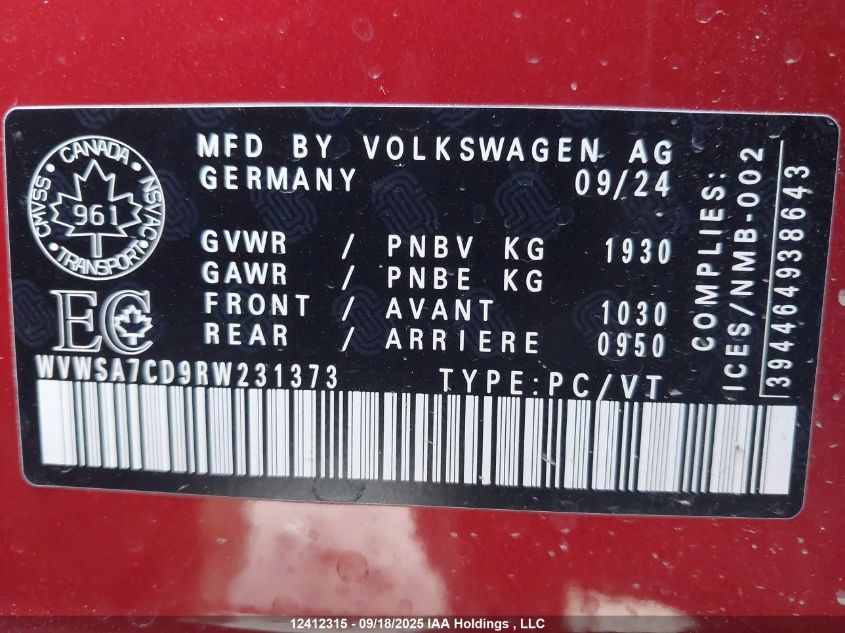 CANADA
CMVSS
961
NSVAC
TRANSPORT
EC
MFD BY VOLKSWAGEN AG
GERMANY 09/24
GVWR / PNBV KG 1930
GAWR / PNBE KG
FRONT / AVANT 1030
REAR / ARRIERE 0950
WVWSA7CD9RW231373 TYPE:PC/VT
COMPLIES:
ICES/NMB-002
394464938643
12412315 - 09/18/2025 IAA Holdings , LLC